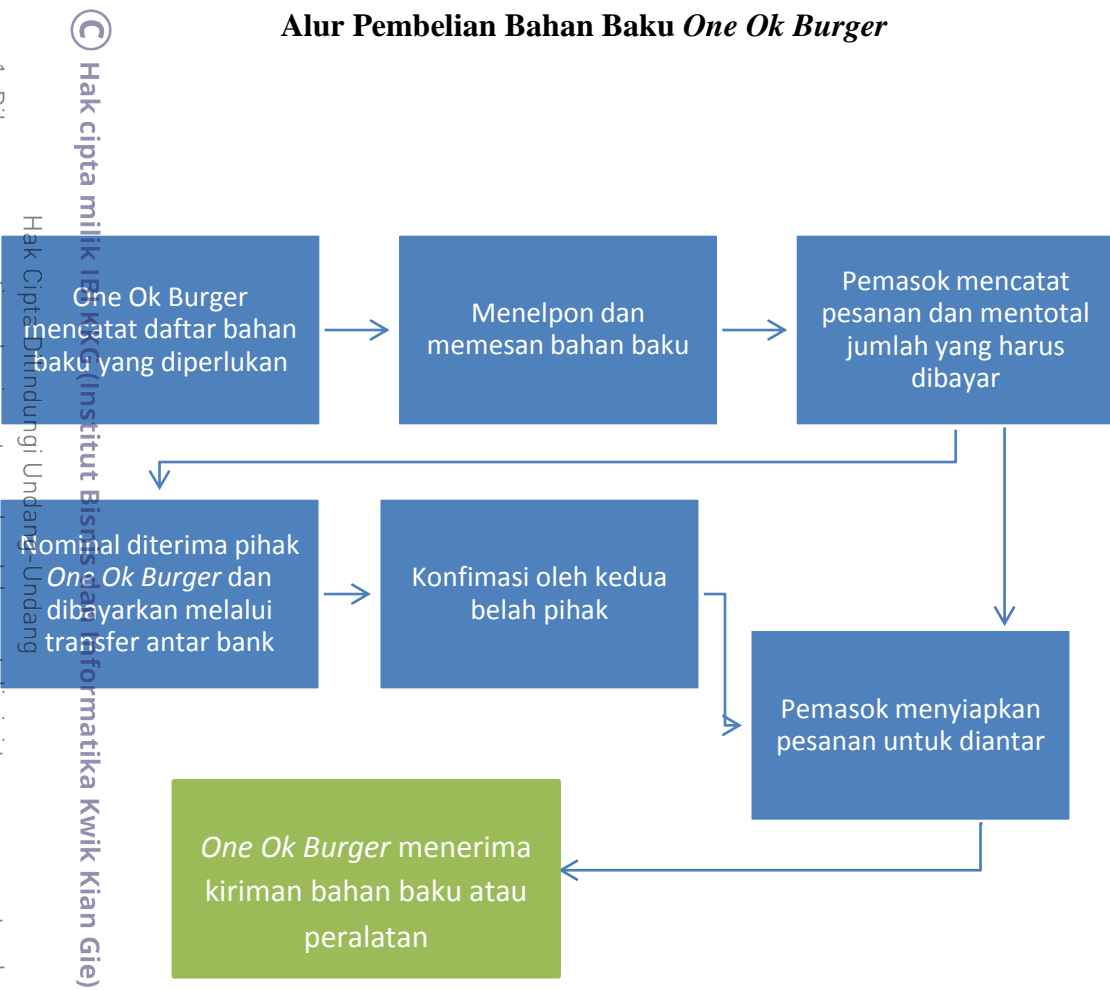 Alur Pembelian Bahan Baku One Ok Burger
© Hak cipta milik IBI KKG (Institut Bisnis dan Informatika Kwik Kian Gie)
Hak Cipta Dilindungi Undang-Undang
One Ok Burger
mencatat daftar bahan
baku yang diperlukan
Menelpon dan
memesan bahan baku
Pemasok mencatat
pesanan dan mentotal
jumlah yang harus
dibayar
Nominal diterima pihak
One Ok Burger dan
dibayarkan melalui
transfer antar bank
Konfimasi oleh kedua
belah pihak
Pemasok menyiapkan
pesanan untuk diantar
One Ok Burger menerima
kiriman bahan baku atau
peralatan